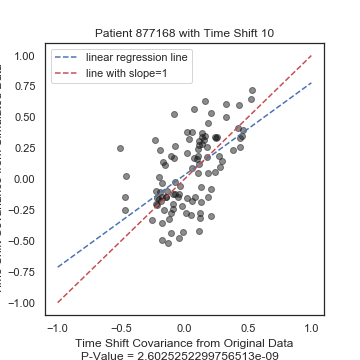 Patient 877168 with Time Shift 10
linear regression line
line with slope=1
1.00
0.75
0.50
0.25
0.00
−0.25
−0.50
−0.75
−1.00
−1.0
−0.5
0.0
0.5
1.0
Time Shift Covariance from Original Data
P-Value = 2.6025252299756513e-09